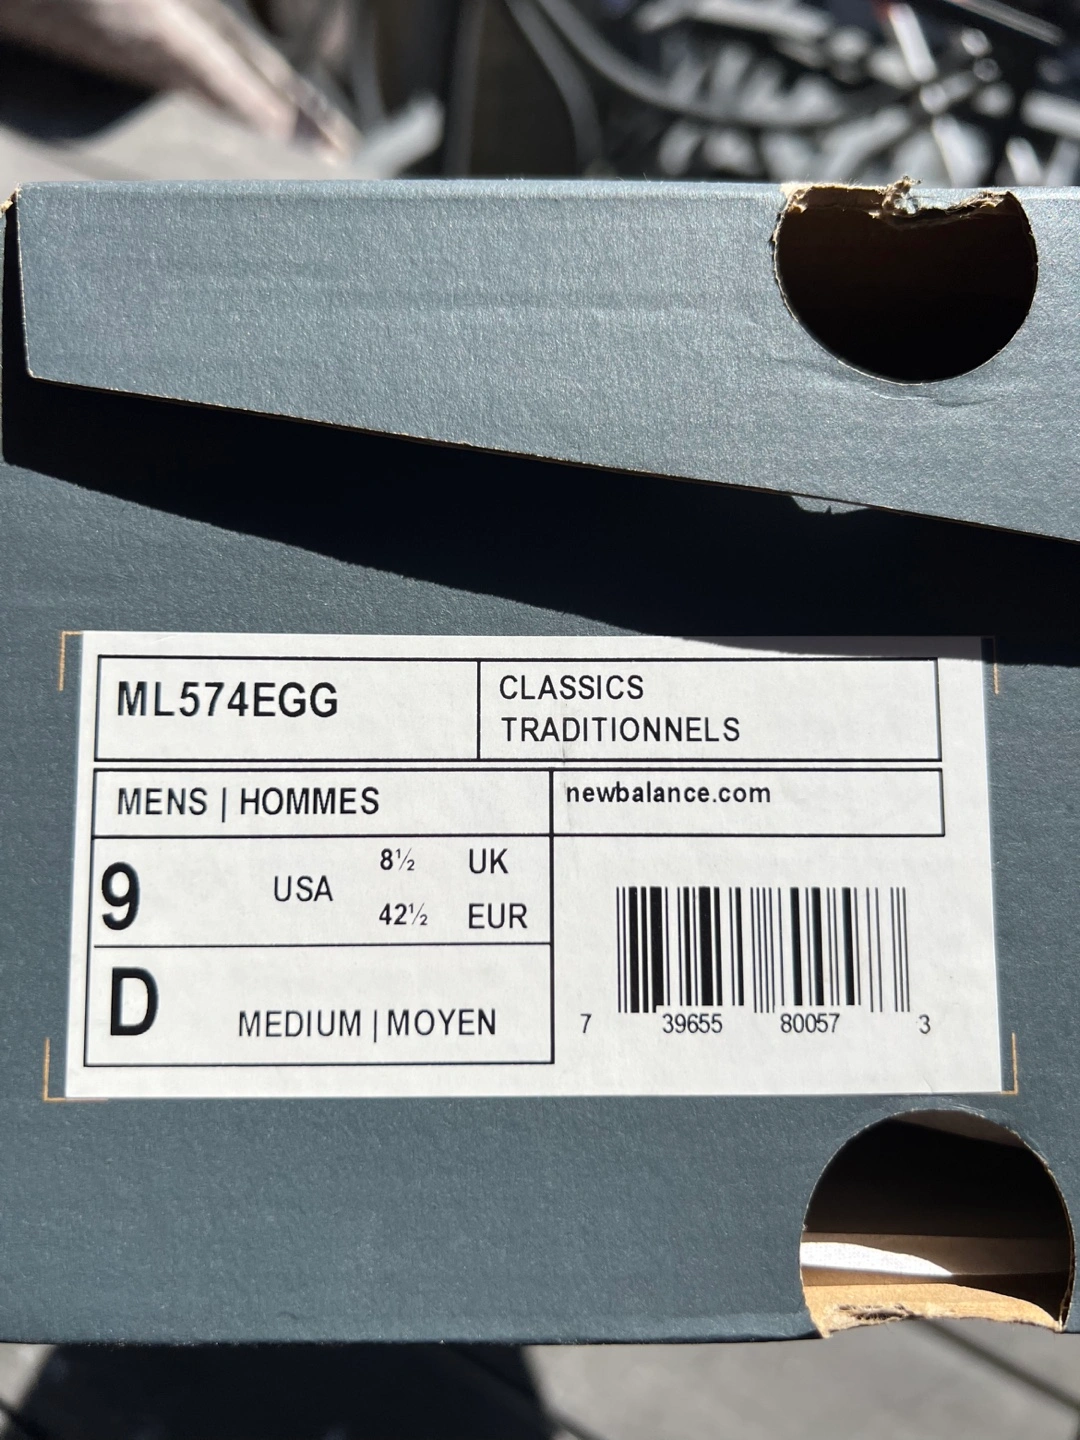 ML574EGG
CLASSICS
TRADITIONNELS
MENS | HOMMES
newbalance.com
9 USA 8½ UK
42½ EUR
D MEDIUM | MOYEN
7 39655 80057 3